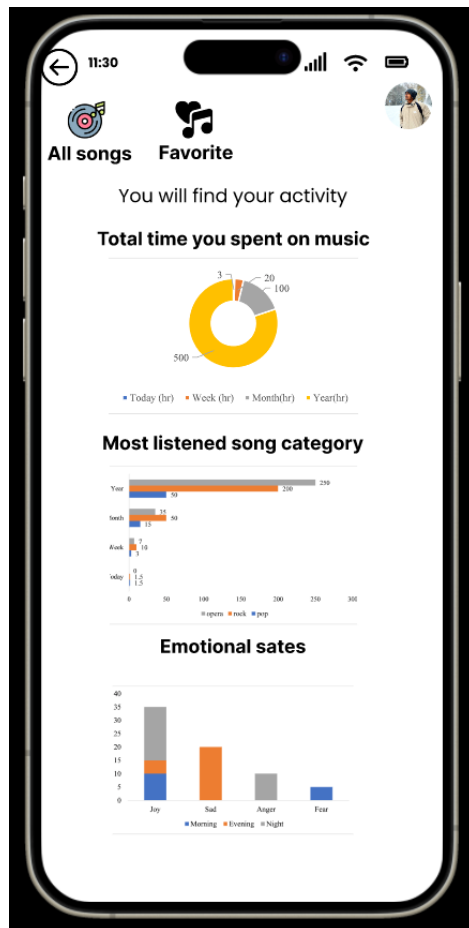 11:30
All songs Favorite
You will find your activity
Total time you spent on music
3 20
100
500
Today (hr) Week (hr) Month(hr) Year(hr)
Most listened song category
Year 250
200
50
Month 35
50
15
Week 7
10
3
Today 0
1.5
1.5
0 50 100 150 200 250 300
opera rock pop
Emotional sates
40
35
30
25
20
15
10
5
0
Joy Sad Anger Fear
Morning Evening Night